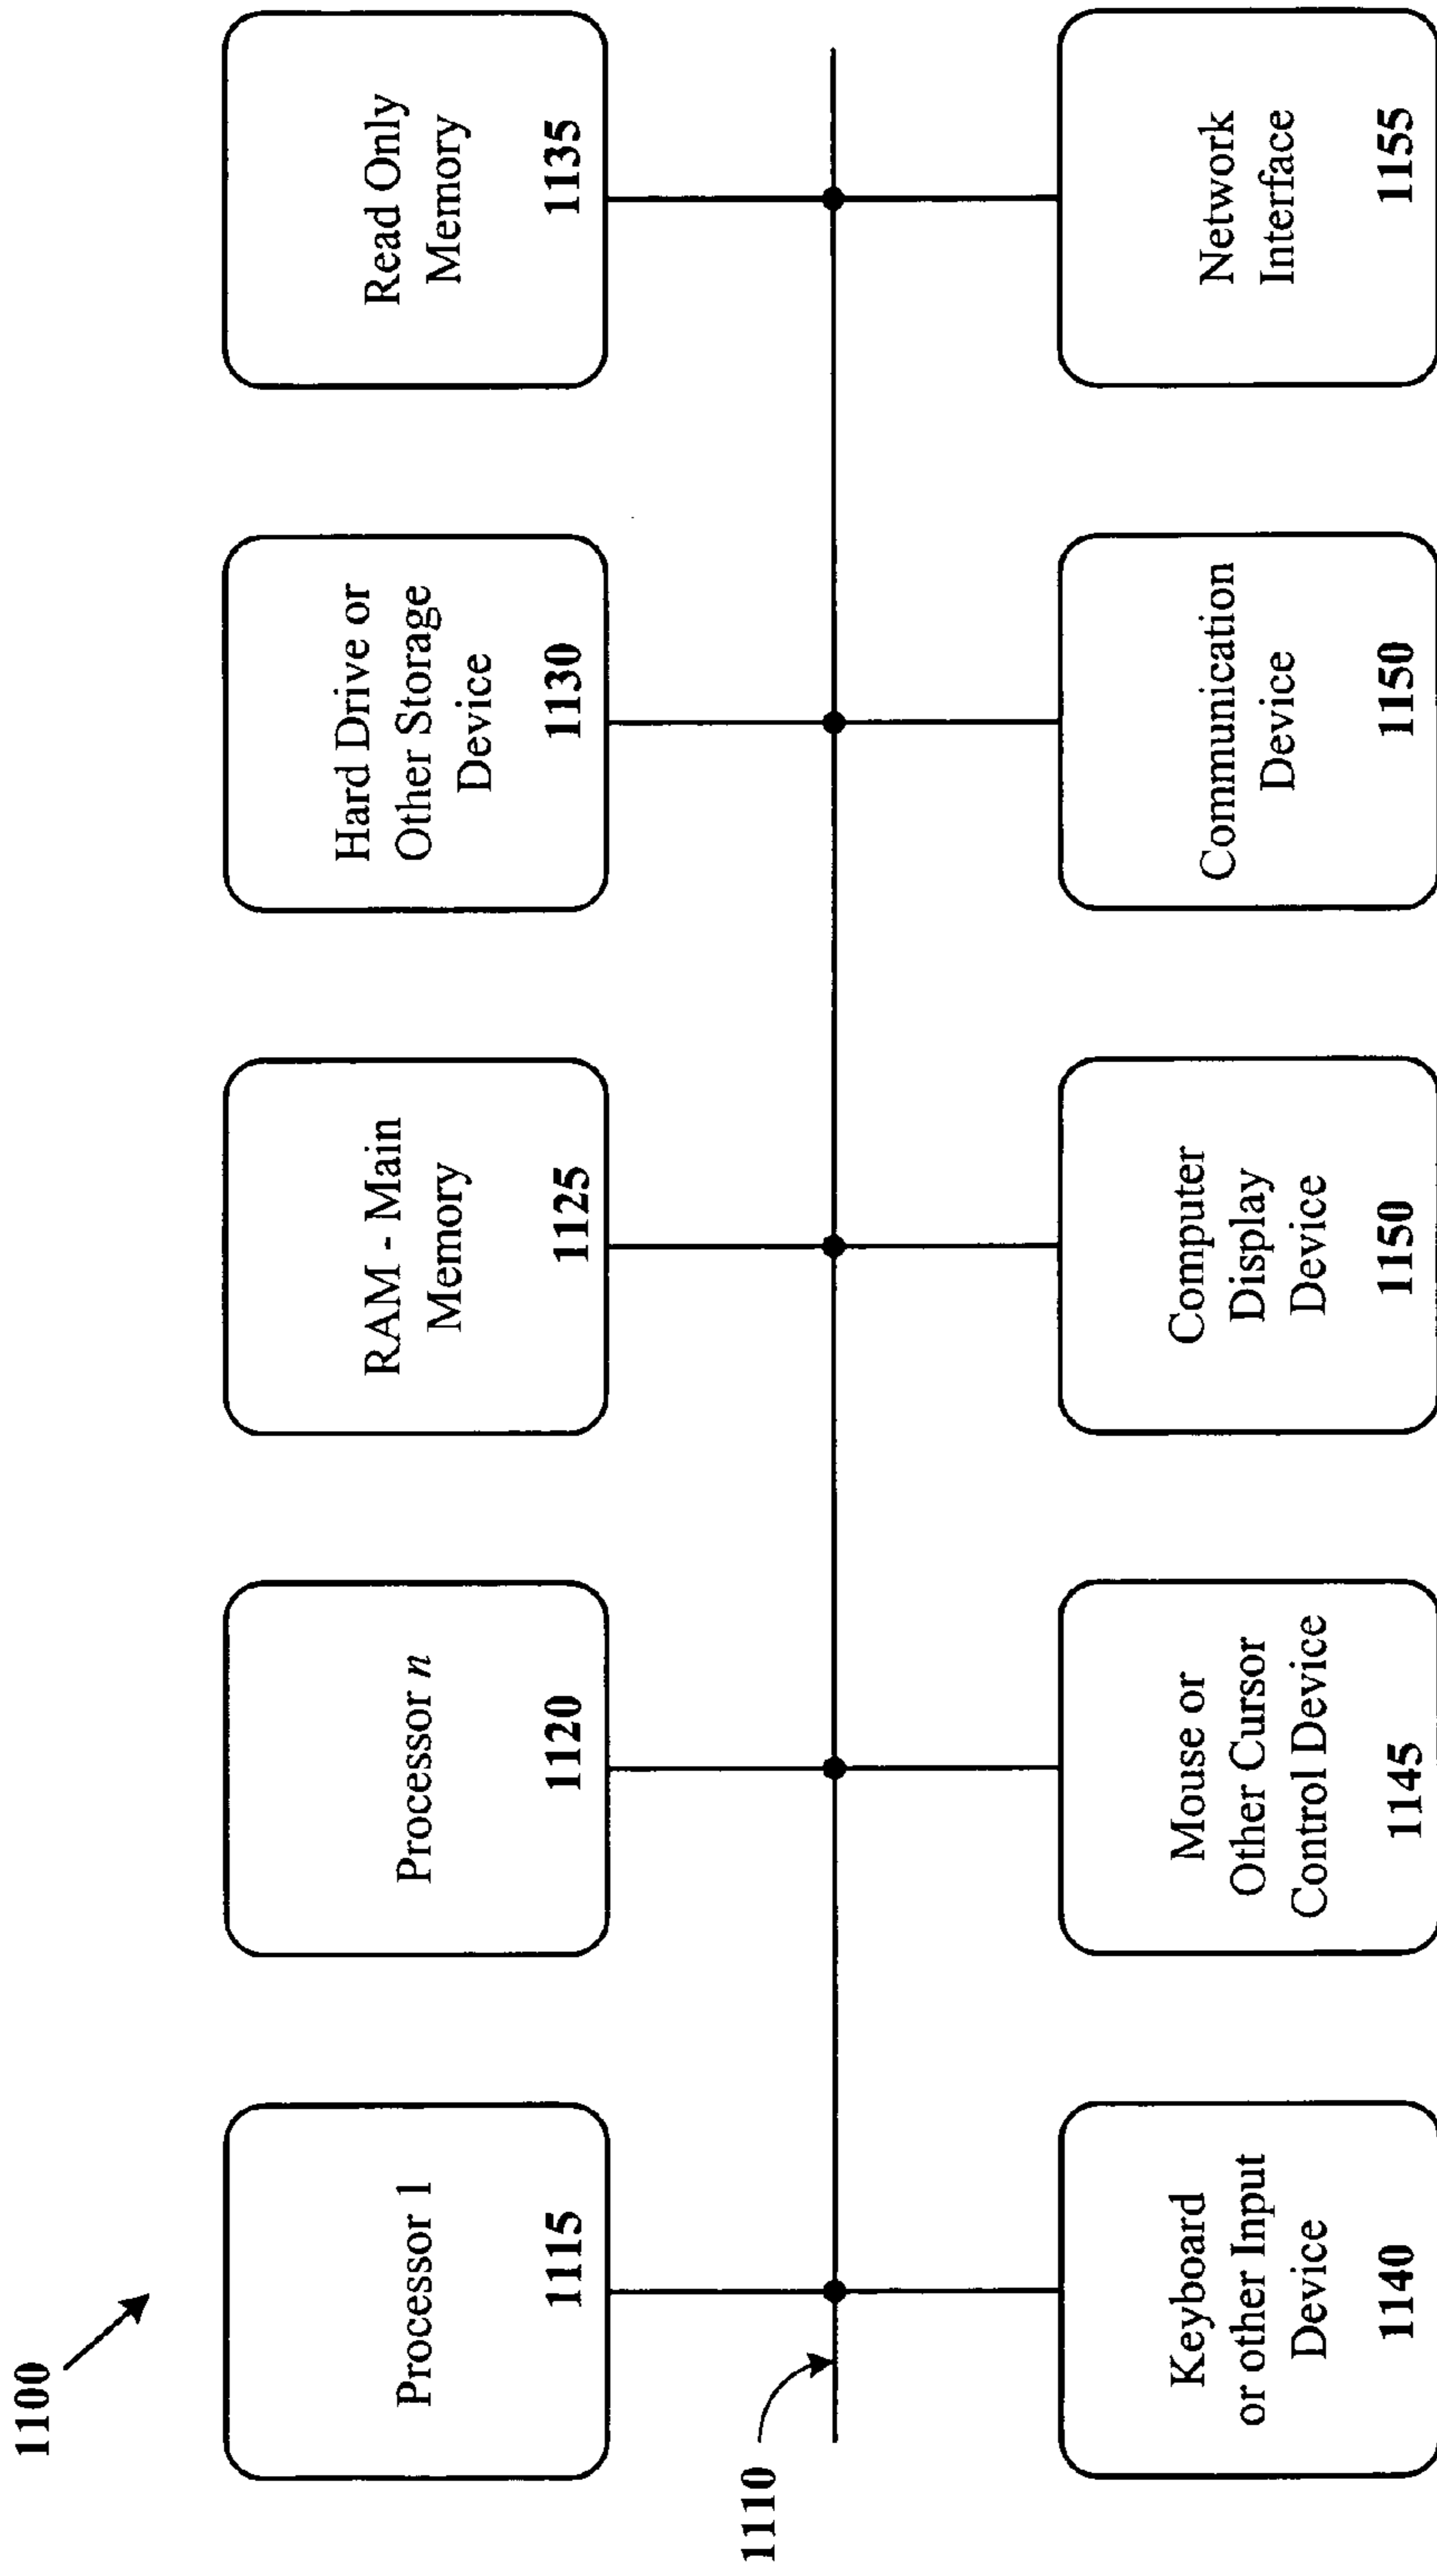 1100
Processor 1
1115
Processor n
1120
RAM - Main
Memory
1125
Hard Drive or
Other Storage
Device
1130
Read Only
Memory
1135
1110
Keyboard
or other Input
Device
1140
Mouse or
Other Cursor
Control Device
1145
Computer
Display
Device
1150
Communication
Device
1150
Network
Interface
1155